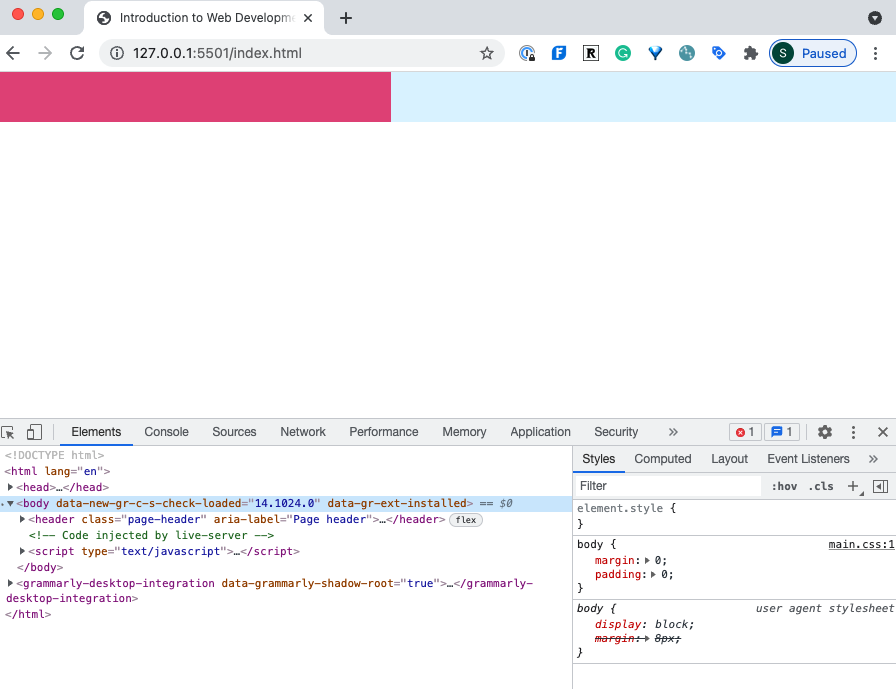 Introduction to Web Developme
127.0.0.1:5501/index.html
F
R
G
S
Paused
Elements Console Sources Network Performance Memory Application Security » 1 1
<!DOCTYPE html>
<html lang="en">
<head>…</head>
<body data-new-gr-c-s-check-loaded="14.1024.0" data-gr-ext-installed> == $0
<header class="page-header" aria-label="Page header">…</header> flex
<!-- Code injected by live-server -->
<script type="text/javascript">…</script>
</body>
<grammarly-desktop-integration data-grammarly-shadow-root="true">…</grammarly-
desktop-integration>
</html>
Styles Computed Layout Event Listeners »
Filter :hov .cls +
element.style {
}
body { main.css:1
margin: 0;
padding: 0;
}
body { user agent stylesheet
display: block;
margin: 8px;
}